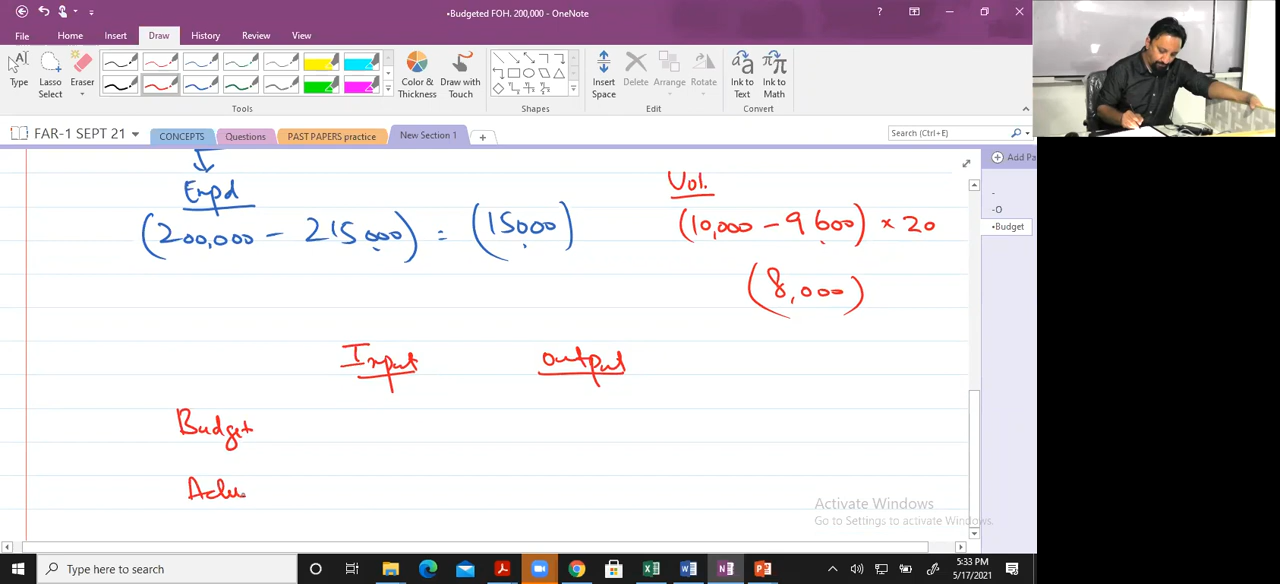 •Budgeted FOH. 200,000 - OneNote
File Home Insert Draw History Review View
Type
Lasso Select
Eraser
Color & Thickness
Draw with Touch
Insert Space
Delete
Arrange
Rotate
Ink to Text
Ink to Math
Tools
Shapes
Edit
Convert
FAR-1 SEPT 21
CONCEPTS
Questions
PAST PAPERS practice
New Section 1
Search (Ctrl+E)
Add Pa
-
-O
•Budget
Expd
(200,000 - 215000) = (15000)
Vol.
(10,000 - 9600) × 20
(8,000)
Input Output
Budget
Actu
Activate Windows
Go to Settings to activate Windows.
Type here to search
5:33 PM
5/17/2021